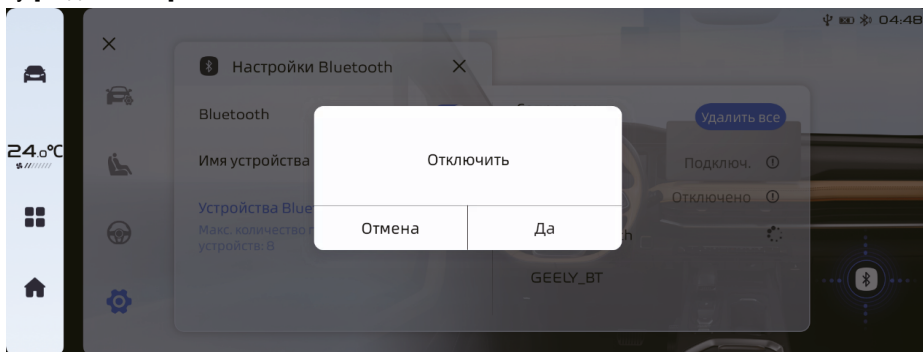 04:48
Настройки Bluetooth
Bluetooth
Удалить все
24.0°C
Имя устройства
Отключить
Подключ.
Отключено
Устройства Blue
Макс. количество
устройств: 8
Отмена
Да
h
GEELY_BT